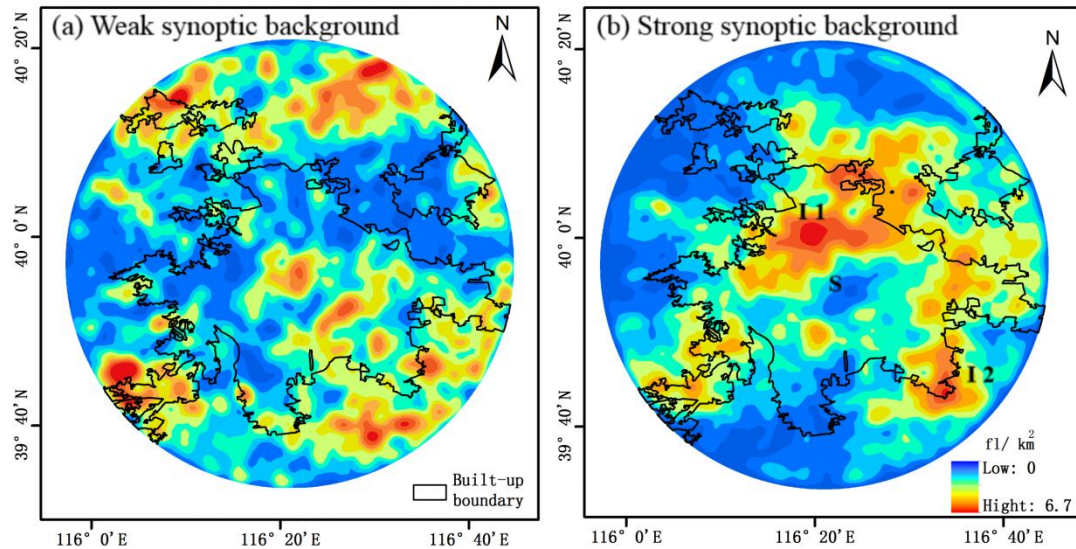 (a) Weak synoptic background
N
40° 20' N
40° 0' N
39° 40' N
Built-up
boundary
116° 0' E
116° 20' E
116° 40' E
(b) Strong synoptic background
N
40° 20' N
40° 0' N
39° 40' N
I 1
S
I 2
fl/ km²
Low: 0
Hight: 6.7
116° 0' E
116° 20' E
116° 40' E